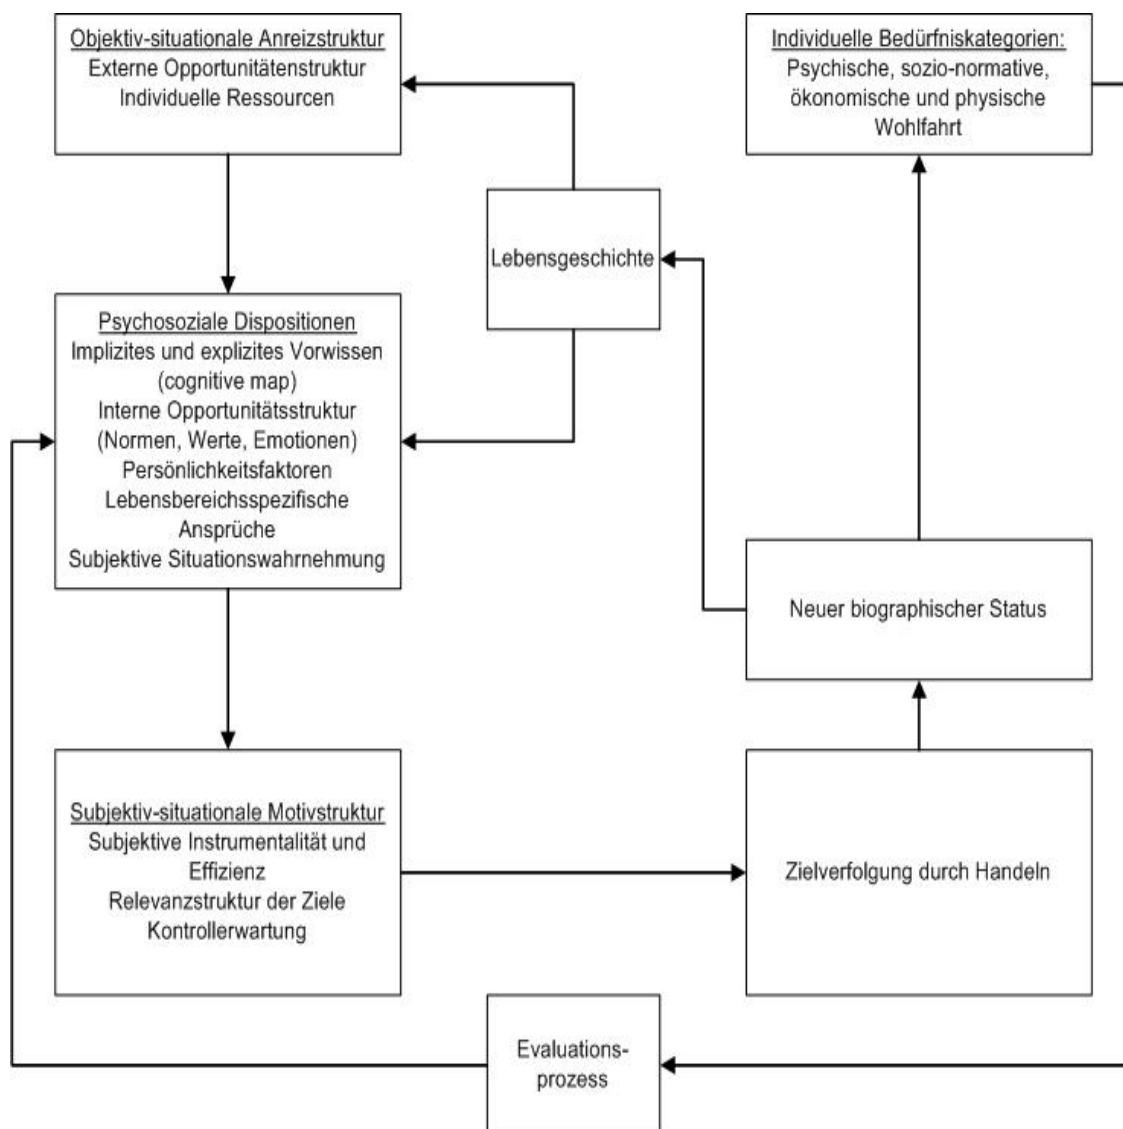 Objektiv-situationale Anreizstruktur
Externe Opportunitätenstruktur
Individuelle Ressourcen
Individuelle Bedürfniskategorien:
Psychische, sozio-normative,
ökonomische und physische
Wohlfahrt
Lebensgeschichte
Psychosoziale Dispositionen
Implizites und explizites Vorwissen
(cognitive map)
Interne Opportunitätsstruktur
(Normen, Werte, Emotionen)
Persönlichkeitsfaktoren
Lebensbereichsspezifische
Ansprüche
Subjektive Situationswahrnehmung
Neuer biographischer Status
Subjektiv-situationale Motivstruktur
Subjektive Instrumentalität und
Effizienz
Relevanzstruktur der Ziele
Kontrollerwartung
Zielverfolgung durch Handeln
Evaluations-
prozess